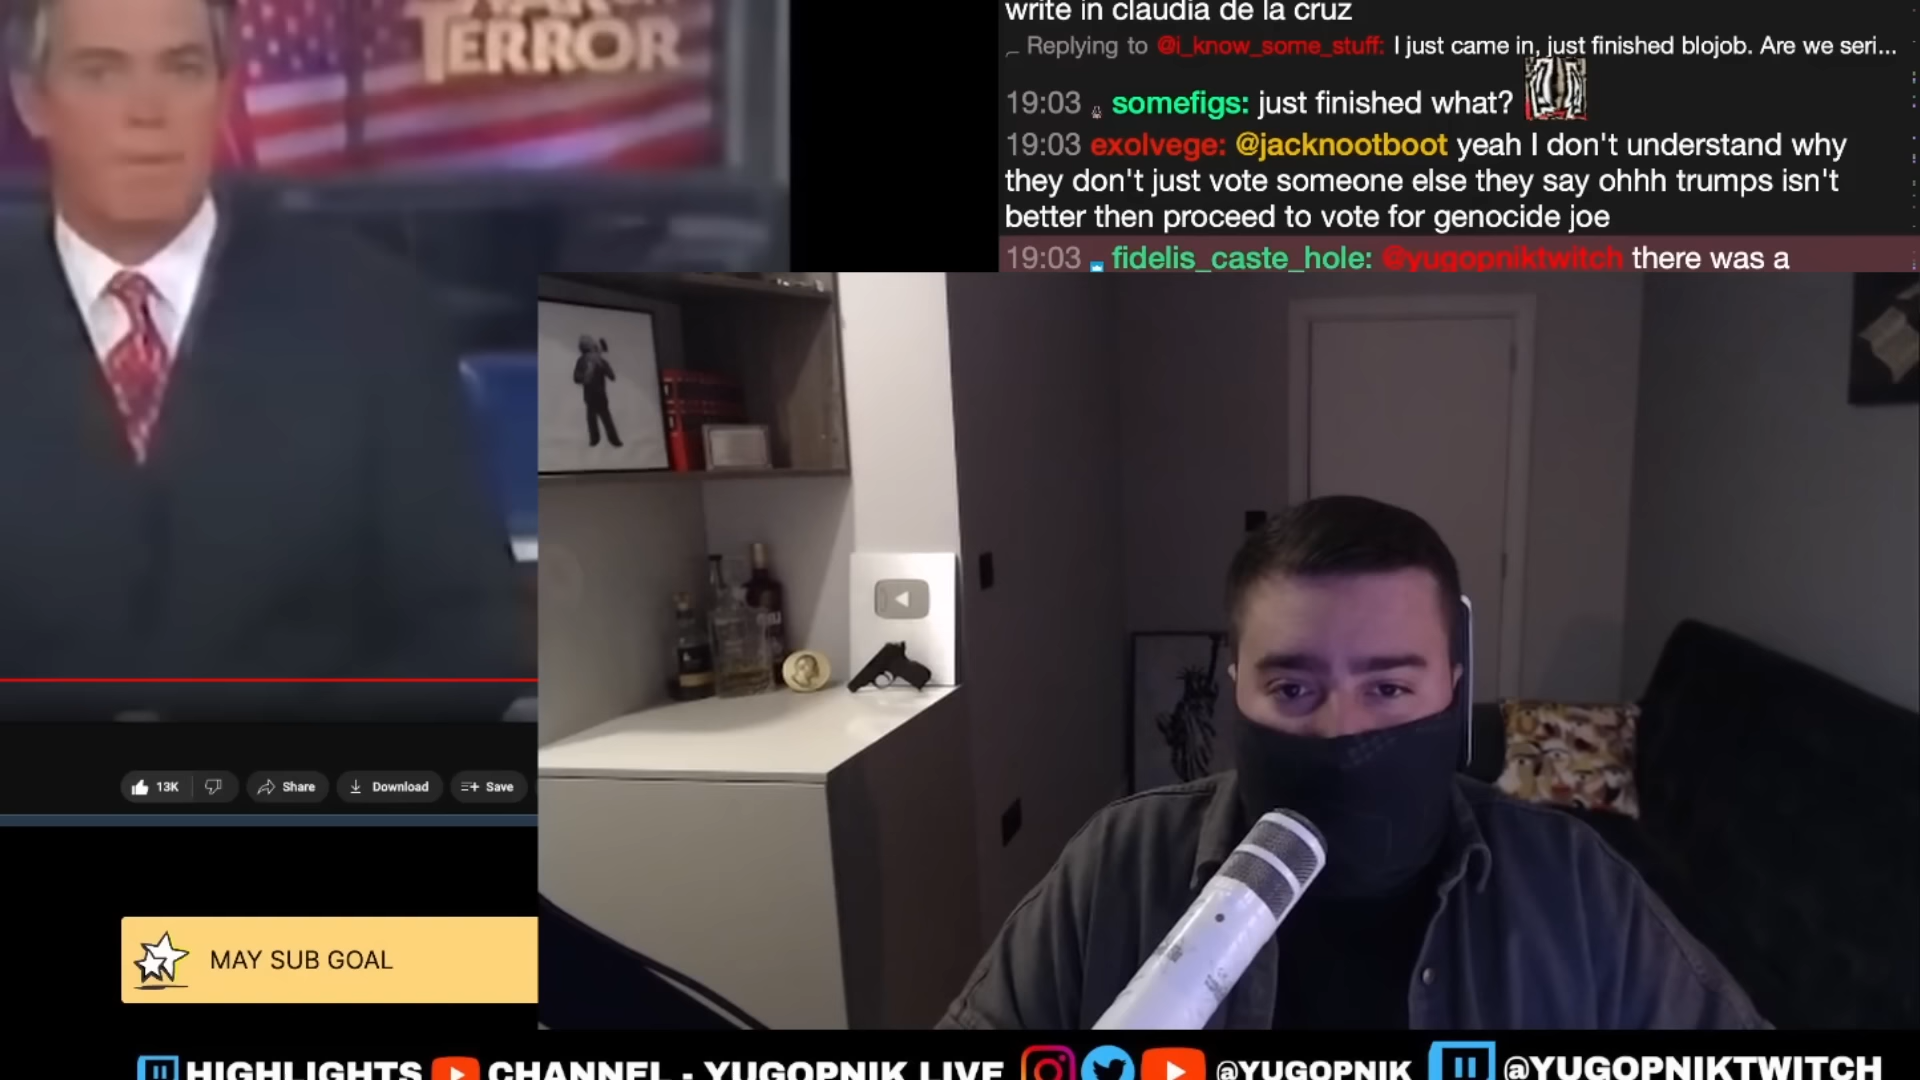 TERROR
write in claudia de la cruz
Replying to @i_know_some_stuff: I just came in, just finished blojob. Are we seri...
19:03 somefigs: just finished what?
19:03 exolvege: @jacknootboot yeah I don't understand why
they don't just vote someone else they say ohhh trumps isn't
better then proceed to vote for genocide joe
19:03 fidelis_caste_hole: @yugopniktwitch there was a
13K Share Download Save
MAY SUB GOAL
HIGHLIGHTS CHANNEL - YUGOPNIK LIVE @YUGOPNIK @YUGOPNIKTWITCH